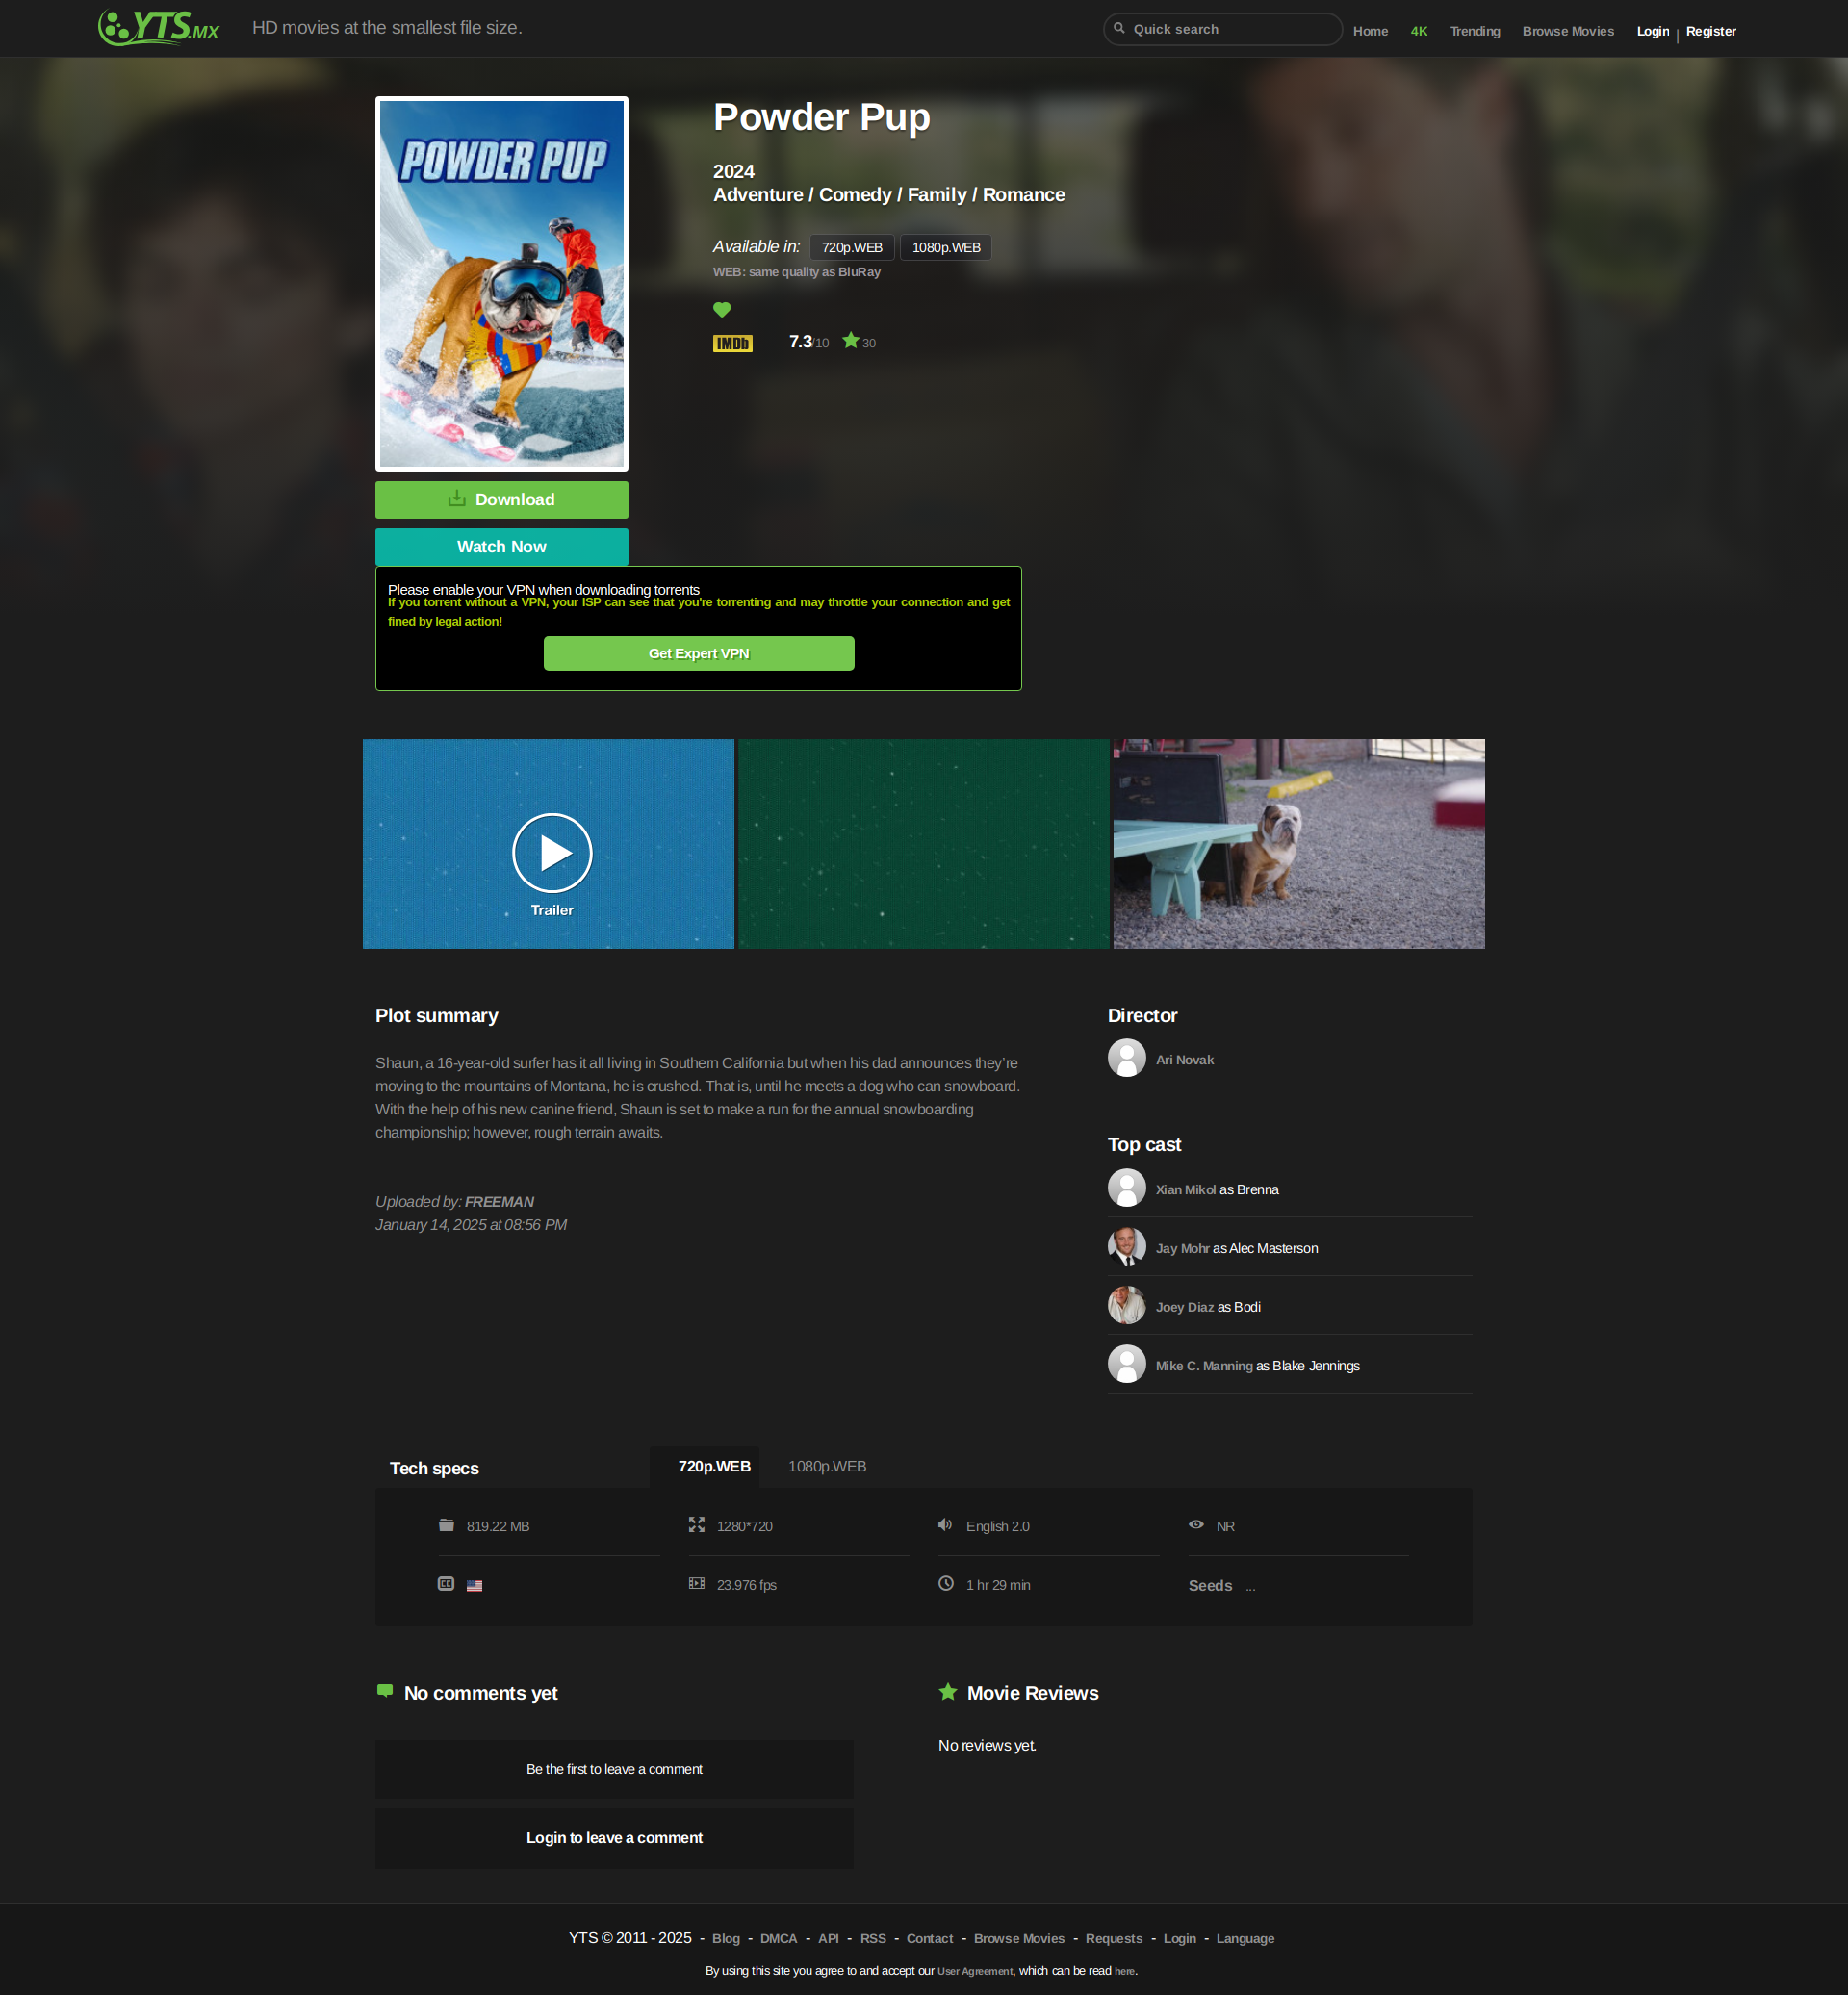 YTS.MX
HD movies at the smallest file size.
Quick search
Home
4K
Trending
Browse Movies
Login | Register
POWDER PUP
Powder Pup
2024
Adventure / Comedy / Family / Romance
Available in: 720p.WEB 1080p.WEB
WEB: same quality as BluRay
IMDb 7.3/10 30
Download
Watch Now
Please enable your VPN when downloading torrents
If you torrent without a VPN, your ISP can see that you're torrenting and may throttle your connection and get
fined by legal action!
Get Expert VPN
Trailer
Plot summary
Shaun, a 16-year-old surfer has it all living in Southern California but when his dad announces they’re
moving to the mountains of Montana, he is crushed. That is, until he meets a dog who can snowboard.
With the help of his new canine friend, Shaun is set to make a run for the annual snowboarding
championship; however, rough terrain awaits.
Uploaded by: FREEMAN
January 14, 2025 at 08:56 PM
Director
Ari Novak
Top cast
Xian Mikol as Brenna
Jay Mohr as Alec Masterson
Joey Diaz as Bodi
Mike C. Manning as Blake Jennings
Tech specs
720p.WEB
1080p.WEB
819.22 MB
1280*720
English 2.0
NR
CC
23.976 fps
1 hr 29 min
Seeds ...
No comments yet
Be the first to leave a comment
Login to leave a comment
Movie Reviews
No reviews yet.
YTS © 2011 - 2025 - Blog - DMCA - API - RSS - Contact - Browse Movies - Requests - Login - Language
By using this site you agree to and accept our User Agreement, which can be read here.